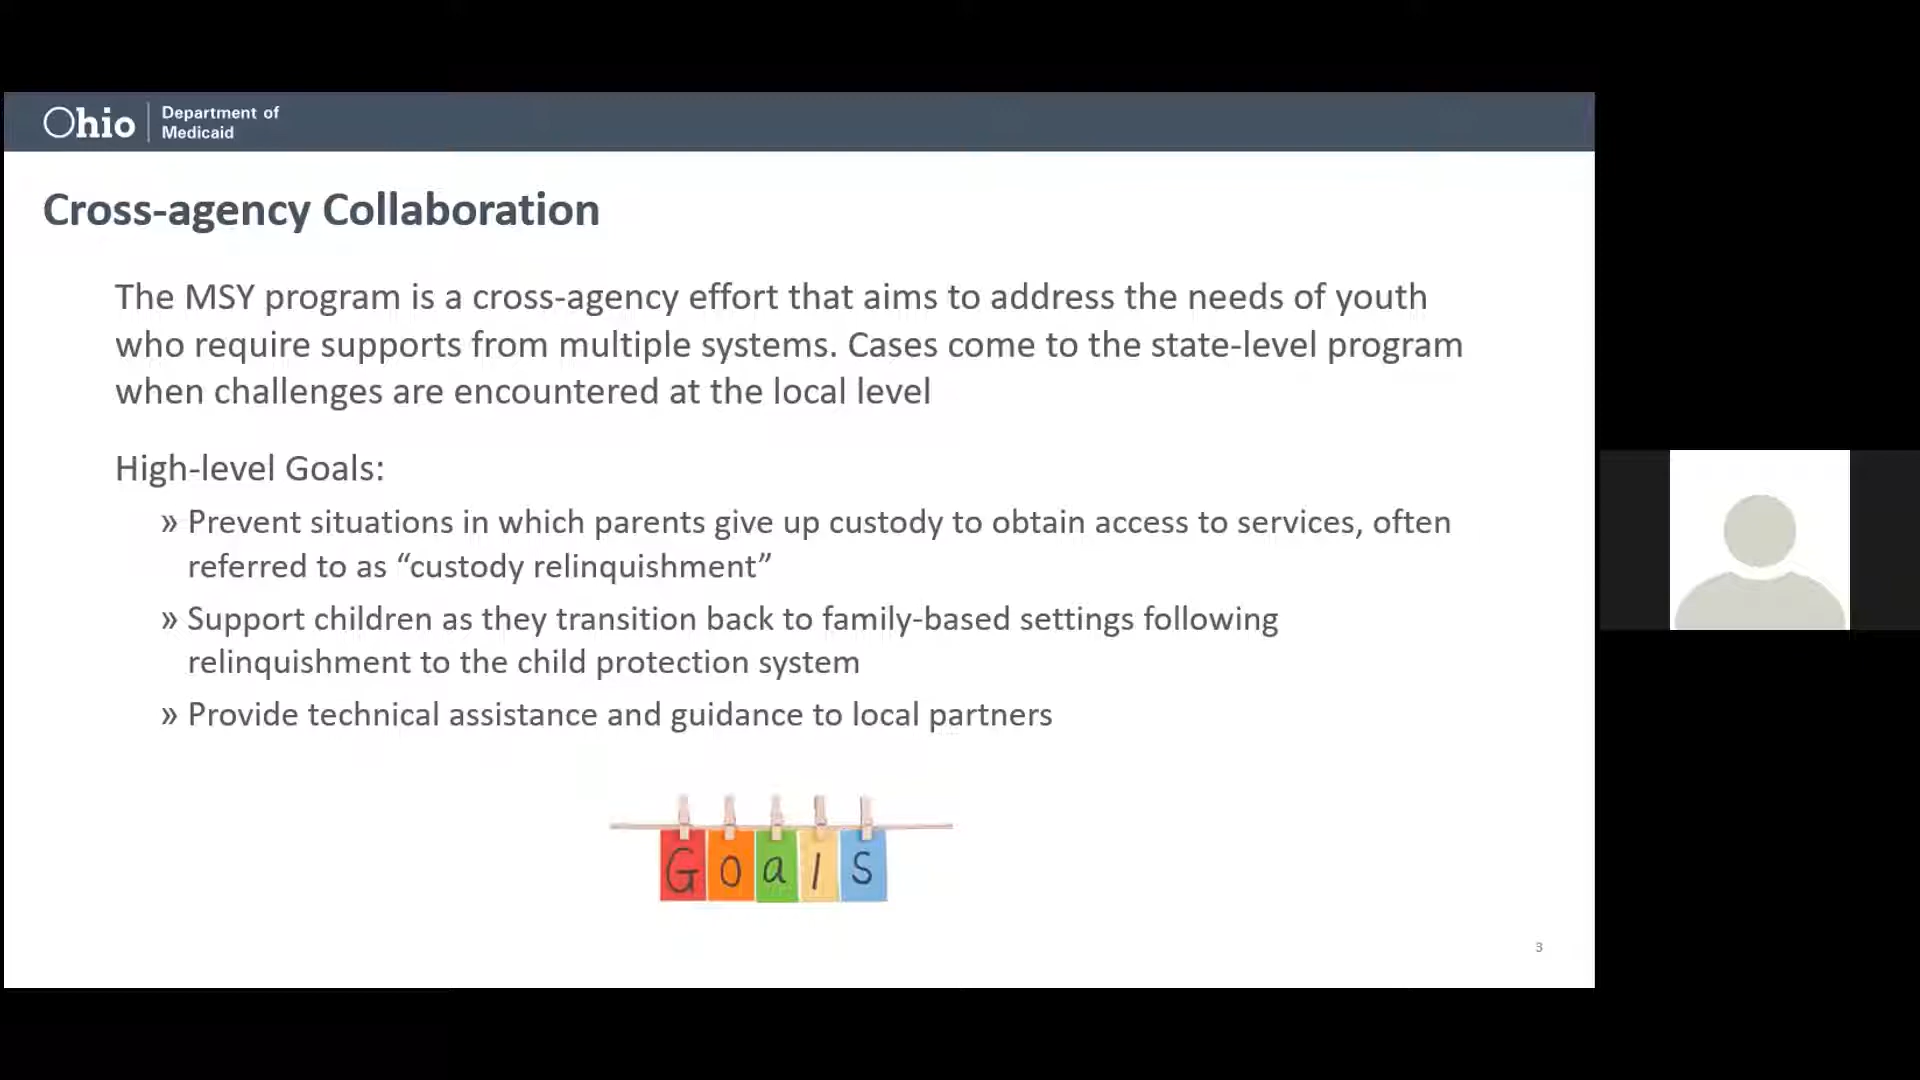 Ohio
Department of
Medicaid
Cross-agency Collaboration
The MSY program is a cross-agency effort that aims to address the needs of youth
who require supports from multiple systems. Cases come to the state-level program
when challenges are encountered at the local level
High-level Goals:
» Prevent situations in which parents give up custody to obtain access to services, often
referred to as “custody relinquishment”
» Support children as they transition back to family-based settings following
relinquishment to the child protection system
» Provide technical assistance and guidance to local partners
Goals
3